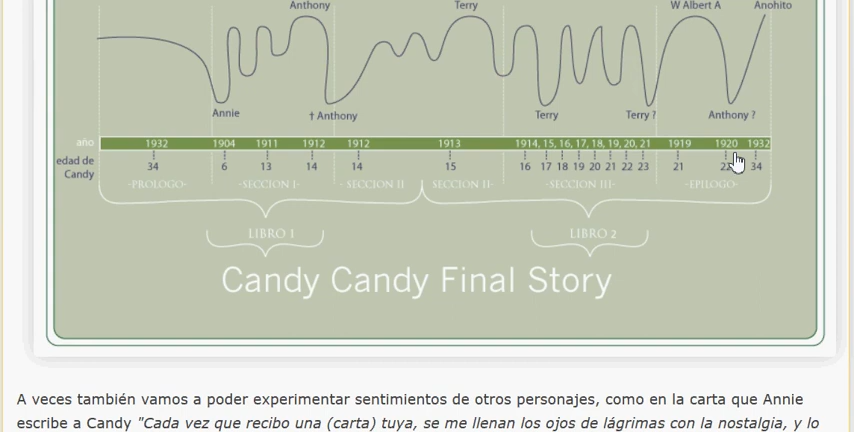 Anthony Terry W Albert A Anohito
Annie † Anthony Terry Terry ? Anthony ?
año 1932 1904 1911 1912 1912 1913 1914, 15, 16, 17, 18, 19, 20, 21 1919 1920 1932
edad de Candy 34 6 13 14 14 15 16 17 18 19 20 21 22 23 21 34
-PROLOGO- -SECCION I- SECCION II SECCION II- -SECCION III- -EPILOGO-
LIBRO 1 LIBRO 2
Candy Candy Final Story
A veces también vamos a poder experimentar sentimientos de otros personajes, como en la carta que Annie
escribe a Candy "Cada vez que recibo una (carta) tuya, se me llenan los ojos de lágrimas con la nostalgia, y lo